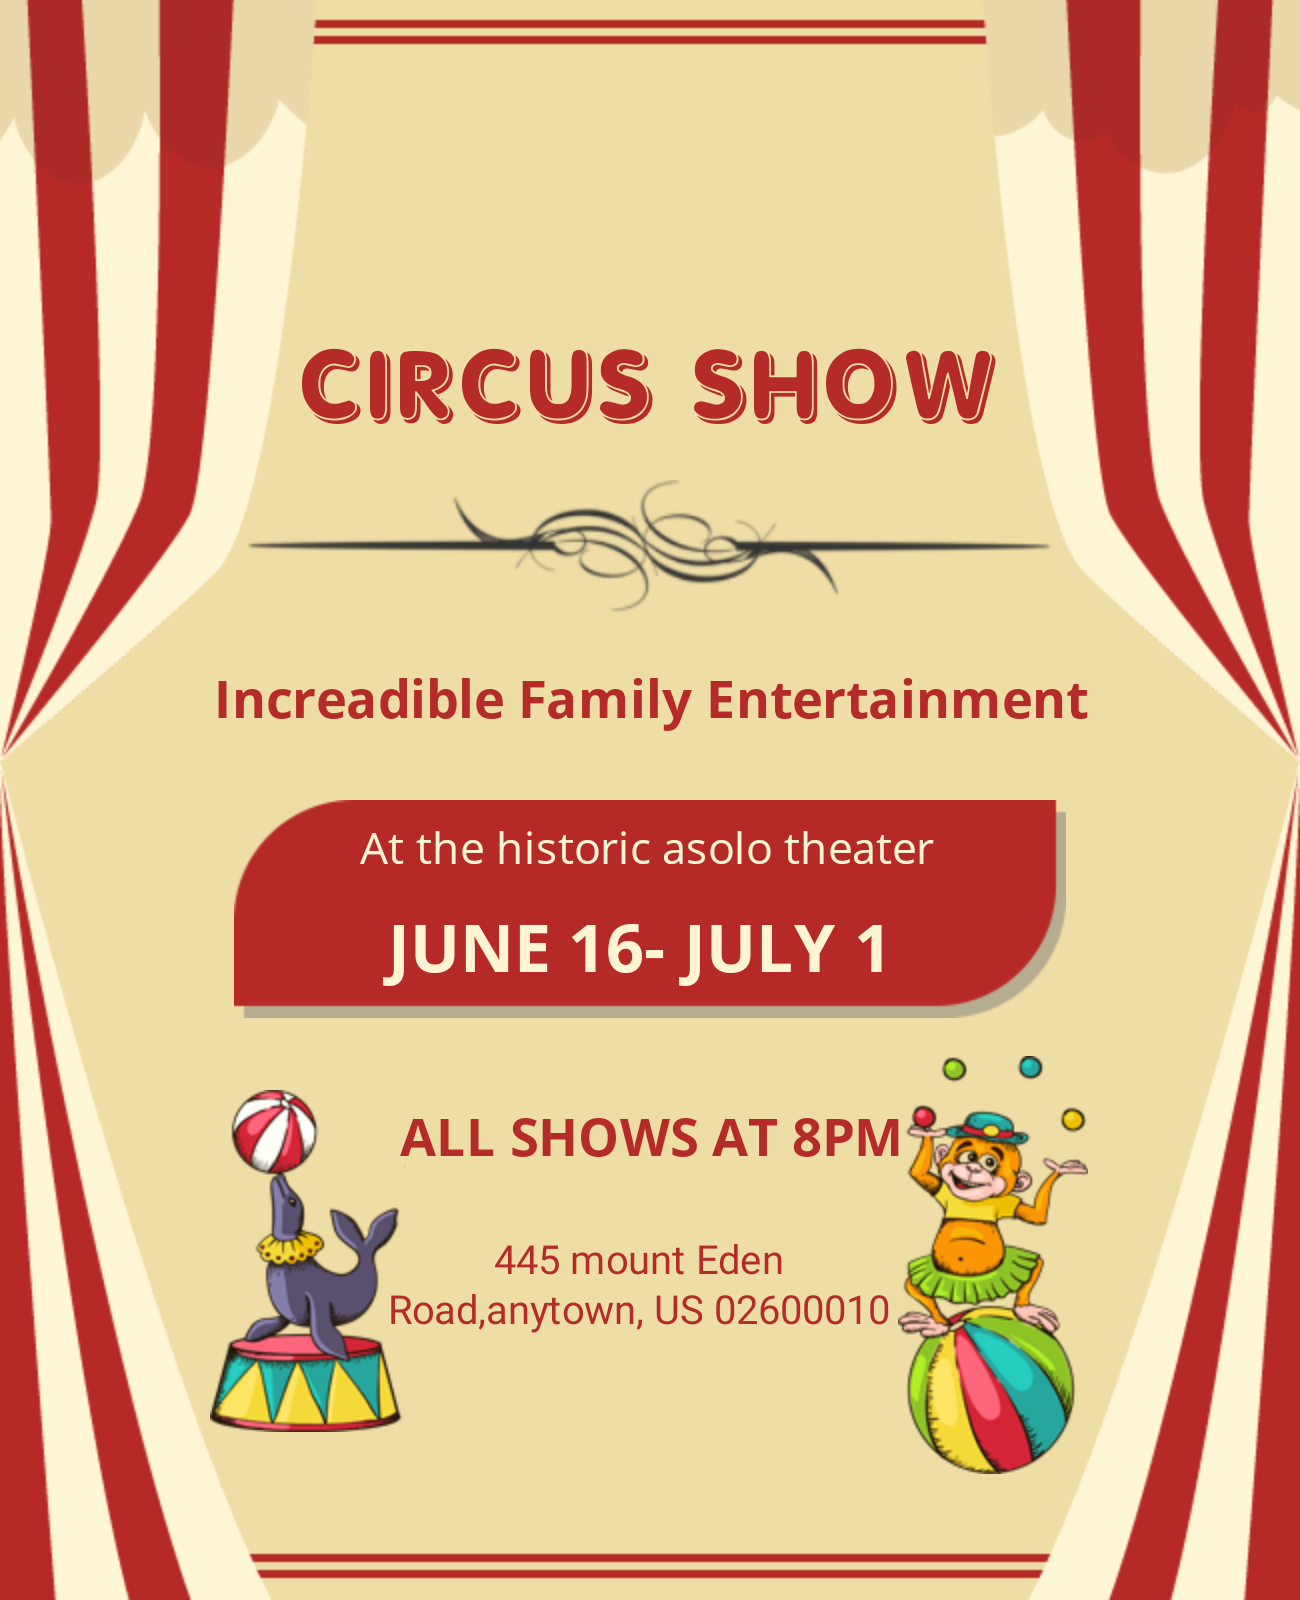 CIRCUS SHOW
Increadible Family Entertainment
At the historic asolo theater
JUNE 16- JULY 1
ALL SHOWS AT 8PM
445 mount Eden
Road,anytown, US 02600010